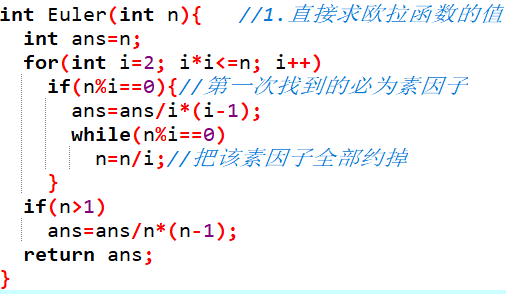 int Euler(int n){   //1.直接求欧拉函数的值
  int ans=n;
  for(int i=2; i*i<=n; i++)
    if(n%i==0){//第一次找到的必为素因子
      ans=ans/i*(i-1);
      while(n%i==0)
        n=n/i;//把该素因子全部约掉
    }
  if(n>1)
    ans=ans/n*(n-1);
  return ans;
}